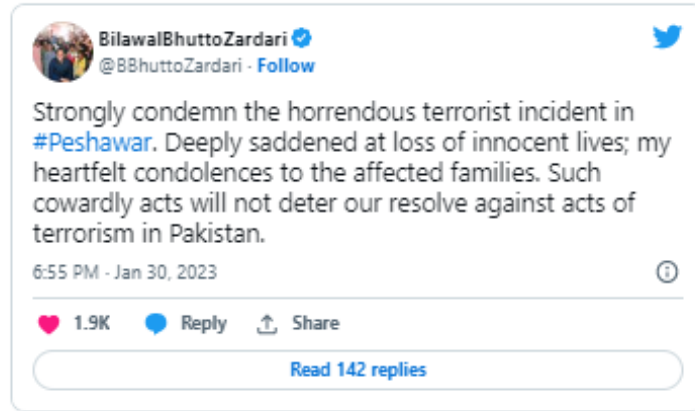 BilawalBhuttoZardari
@BBhuttoZardari · Follow
Strongly condemn the horrendous terrorist incident in
#Peshawar. Deeply saddened at loss of innocent lives; my
heartfelt condolences to the affected families. Such
cowardly acts will not deter our resolve against acts of
terrorism in Pakistan.
6:55 PM · Jan 30, 2023
1.9K Reply Share
Read 142 replies